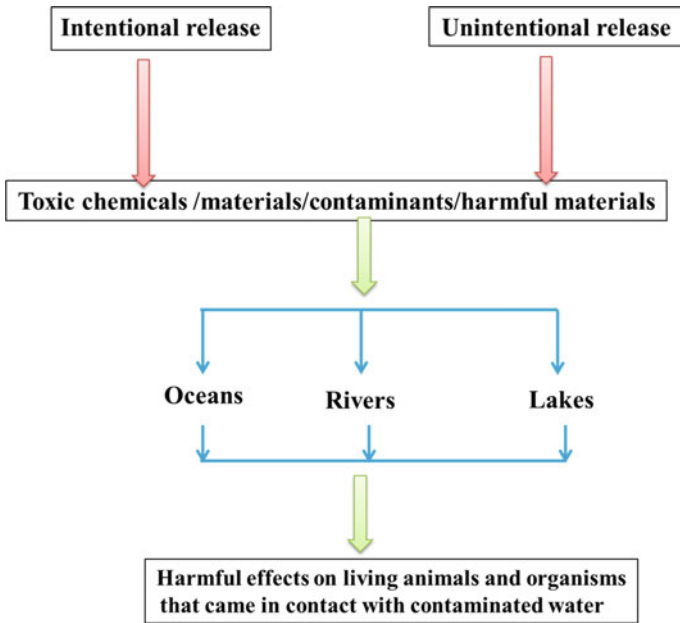 Intentional release
Unintentional release
Toxic chemicals /materials/contaminants/harmful materials
Oceans
Rivers
Lakes
Harmful effects on living animals and organisms
that came in contact with contaminated water